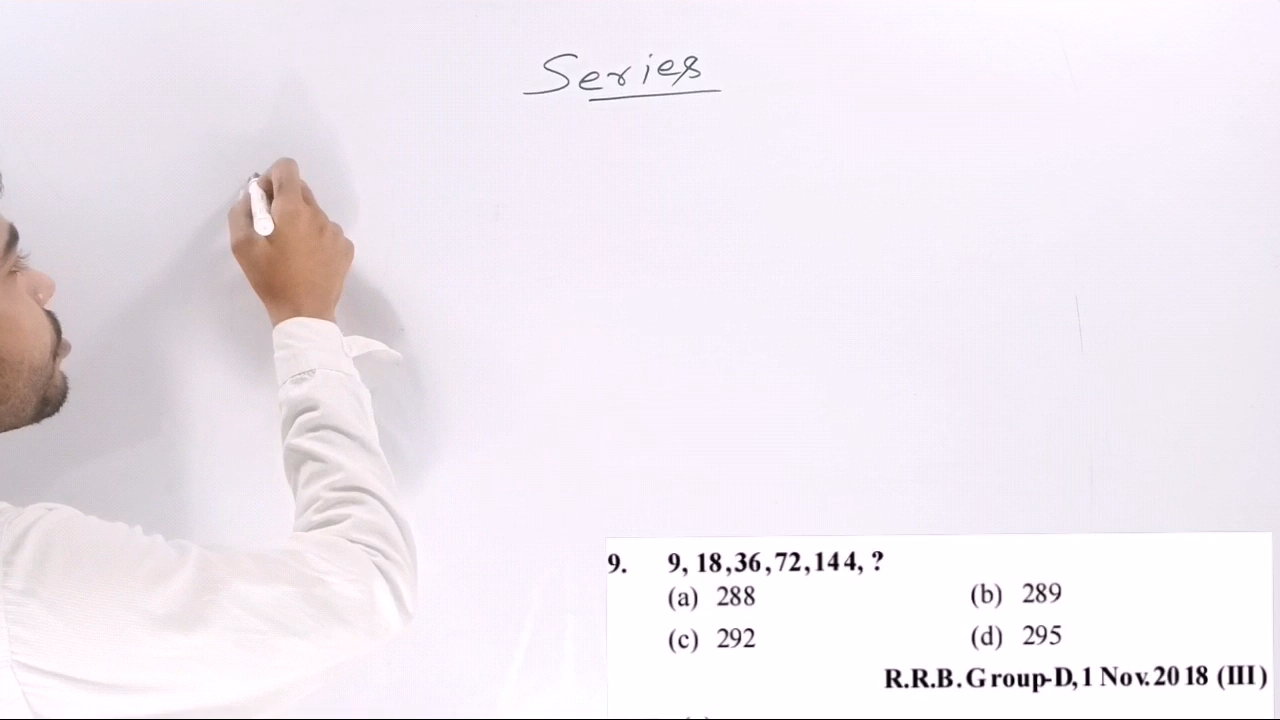 Series
9. 9, 18,36,72,144, ?
(a) 288 (b) 289
(c) 292 (d) 295
R.R.B. Group-D, 1 Nov. 2018 (III)